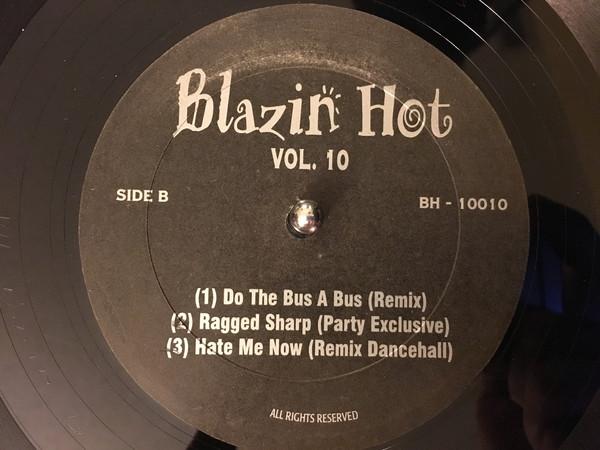 Blazin Hot
VOL. 10
SIDE B
BH - 10010
(1) Do The Bus A Bus (Remix)
(2) Ragged Sharp (Party Exclusive)
(3) Hate Me Now (Remix Dancehall)
ALL RIGHTS RESERVED